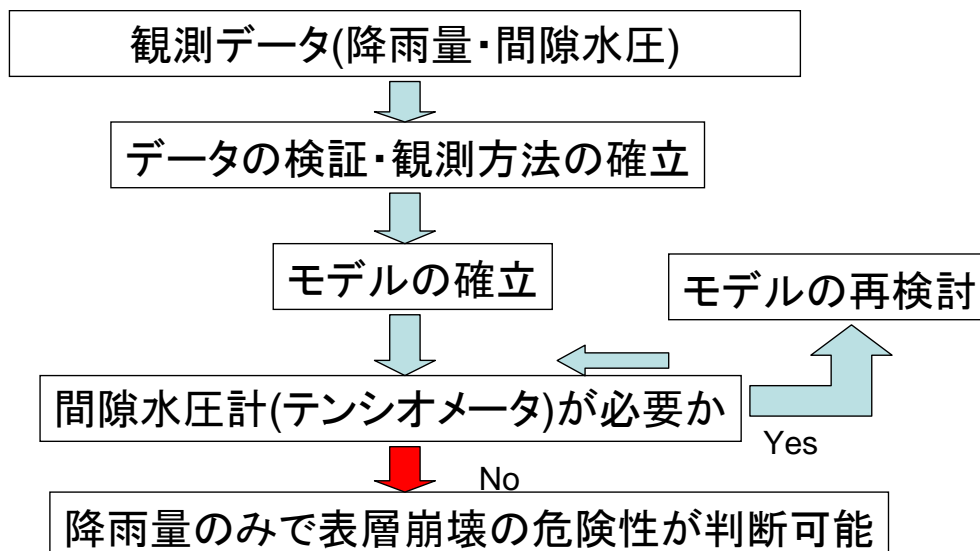 観測データ(降雨量・間隙水圧)
データの検証・観測方法の確立
モデルの確立
モデルの再検討
間隙水圧計(テンシオメータ)が必要か
Yes
No
降雨量のみで表層崩壊の危険性が判断可能